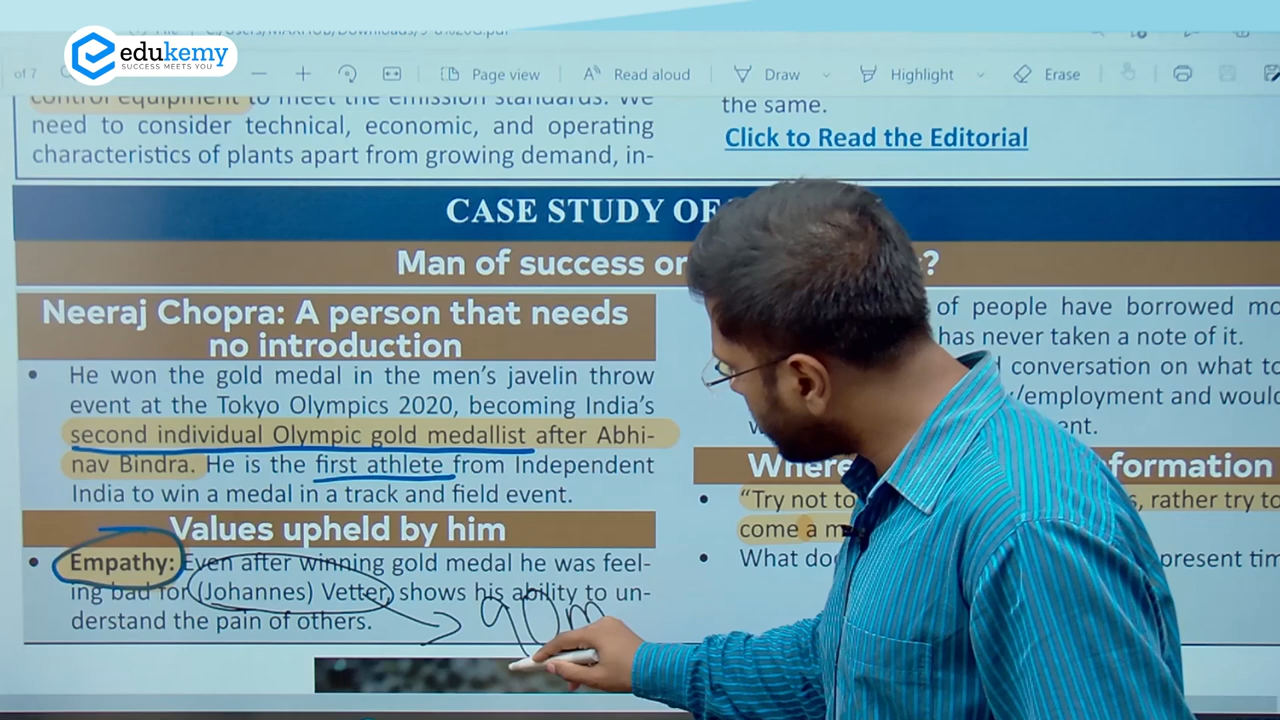 edukemy
SUCCESS MEETS YOU
of 7
Page view
Read aloud
Draw
Highlight
Erase
control equipment to meet the emission standards. We
need to consider technical, economic, and operating
characteristics of plants apart from growing demand, in-
the same.
Click to Read the Editorial
CASE STUDY OF
Man of success or ?
Neeraj Chopra: A person that needs
no introduction
He won the gold medal in the men's javelin throw
event at the Tokyo Olympics 2020, becoming India's
second individual Olympic gold medallist after Abhi-
nav Bindra. He is the first athlete from Independent
India to win a medal in a track and field event.
Values upheld by him
Empathy: Even after winning gold medal he was feel-
ing bad for (Johannes) Vetter, shows his ability to un-
derstand the pain of others.
90m
of people have borrowed
has never taken a note of it.
conversation on what to
/employment and would
Where formation
"Try not to , rather try to
come a
What present